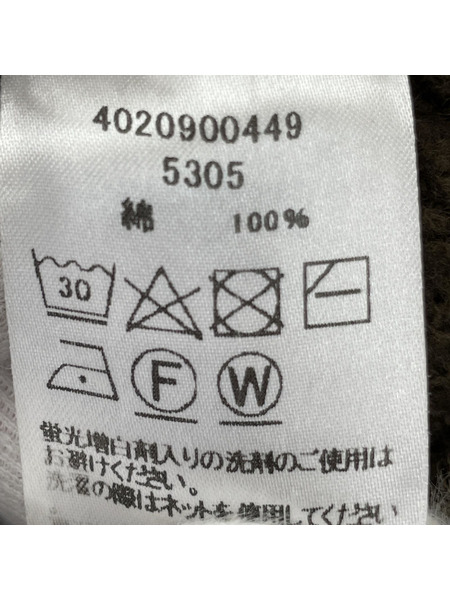 4020900449
5305
綿 100%
30
F W
蛍光増白剤入りの洗剤のご使用は
お避けください。
洗濯の際はネットを使用してください